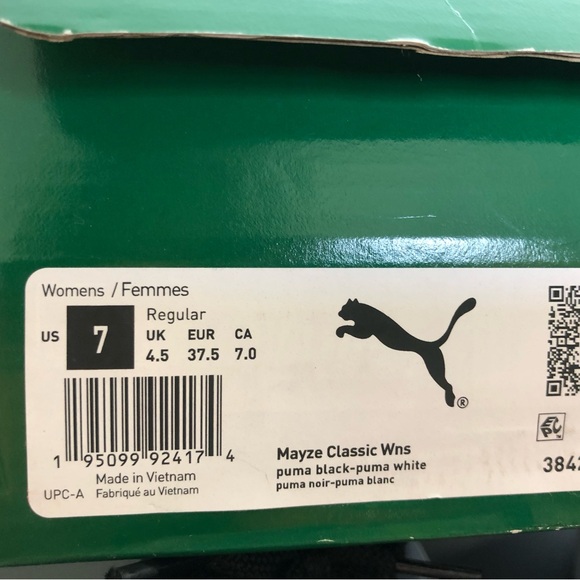 Womens / Femmes
Regular
US 7 UK EUR CA
4.5 37.5 7.0
1 95099 92417 4
Made in Vietnam
UPC-A Fabriqué au Vietnam
®
Mayze Classic Wns
puma black-puma white
puma noir-puma blanc